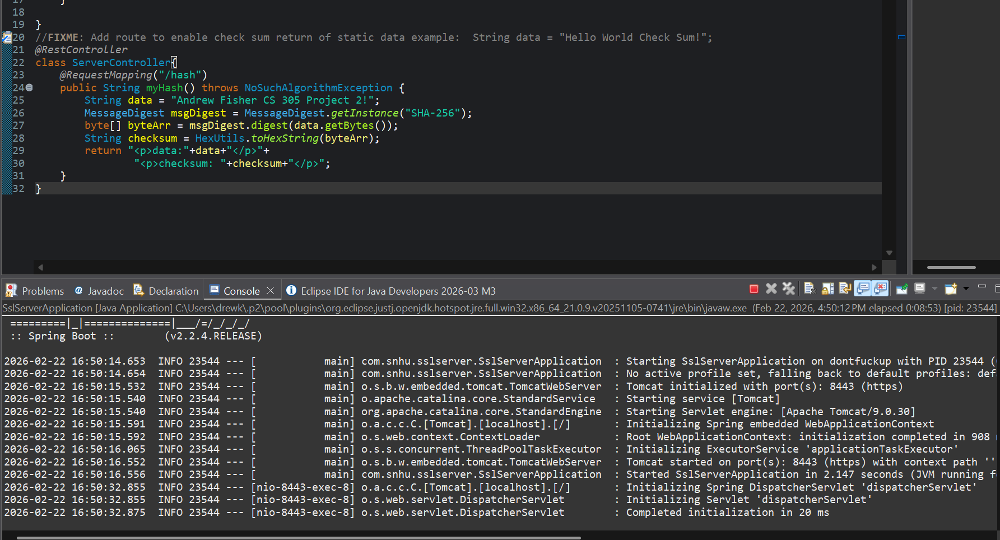 17 }
18
19 }
20 //FIXME: Add route to enable check sum return of static data example:  String data = "Hello World Check Sum!";
21 @RestController
22 class ServerController{
23     @RequestMapping("/hash")
24     public String myHash() throws NoSuchAlgorithmException {
25         String data = "Andrew Fisher CS 305 Project 2!";
26         MessageDigest msgDigest = MessageDigest.getInstance("SHA-256");
27         byte[] byteArr = msgDigest.digest(data.getBytes());
28         String checksum = HexUtils.toHexString(byteArr);
29         return "<p>data:"+data+"</p>"+
30                 "<p>checksum: "+checksum+"</p>";
31     }
32 }
Problems @ Javadoc Declaration Console Eclipse IDE for Java Developers 2026-03 M3
SslServerApplication [Java Application] C:\Users\drewk\.p2\pool\plugins\org.eclipse.justj.openjdk.hotspot.jre.full.win32.x86_64_21.0.9.v20251105-0741\jre\bin\javaw.exe (Feb 22, 2026, 4:50:12 PM elapsed 0:08:53) [pid: 23544]
 =========|_|==============|___/=/_/_/_/
 :: Spring Boot ::        (v2.2.4.RELEASE)
2026-02-22 16:50:14.653  INFO 23544 --- [           main] com.snhu.sslserver.SslServerApplication  : Starting SslServerApplication on dontfuckup with PID 23544 (
2026-02-22 16:50:14.654  INFO 23544 --- [           main] com.snhu.sslserver.SslServerApplication  : No active profile set, falling back to default profiles: def
2026-02-22 16:50:15.532  INFO 23544 --- [           main] o.s.b.w.embedded.tomcat.TomcatWebServer  : Tomcat initialized with port(s): 8443 (https)
2026-02-22 16:50:15.540  INFO 23544 --- [           main] o.apache.catalina.core.StandardService   : Starting service [Tomcat]
2026-02-22 16:50:15.540  INFO 23544 --- [           main] org.apache.catalina.core.StandardEngine  : Starting Servlet engine: [Apache Tomcat/9.0.30]
2026-02-22 16:50:15.591  INFO 23544 --- [           main] o.a.c.c.C.[Tomcat].[localhost].[/]       : Initializing Spring embedded WebApplicationContext
2026-02-22 16:50:15.592  INFO 23544 --- [           main] o.s.web.context.ContextLoader            : Root WebApplicationContext: initialization completed in 908
2026-02-22 16:50:16.065  INFO 23544 --- [           main] o.s.s.concurrent.ThreadPoolTaskExecutor  : Initializing ExecutorService 'applicationTaskExecutor'
2026-02-22 16:50:16.552  INFO 23544 --- [           main] o.s.b.w.embedded.tomcat.TomcatWebServer  : Tomcat started on port(s): 8443 (https) with context path ''
2026-02-22 16:50:16.556  INFO 23544 --- [           main] com.snhu.sslserver.SslServerApplication  : Started SslServerApplication in 2.147 seconds (JVM running
2026-02-22 16:50:32.855  INFO 23544 --- [nio-8443-exec-8] o.a.c.c.C.[Tomcat].[localhost].[/]       : Initializing Spring DispatcherServlet 'dispatcherServlet'
2026-02-22 16:50:32.855  INFO 23544 --- [nio-8443-exec-8] o.s.web.servlet.DispatcherServlet        : Initializing Servlet 'dispatcherServlet'
2026-02-22 16:50:32.875  INFO 23544 --- [nio-8443-exec-8] o.s.web.servlet.DispatcherServlet        : Completed initialization in 20 ms